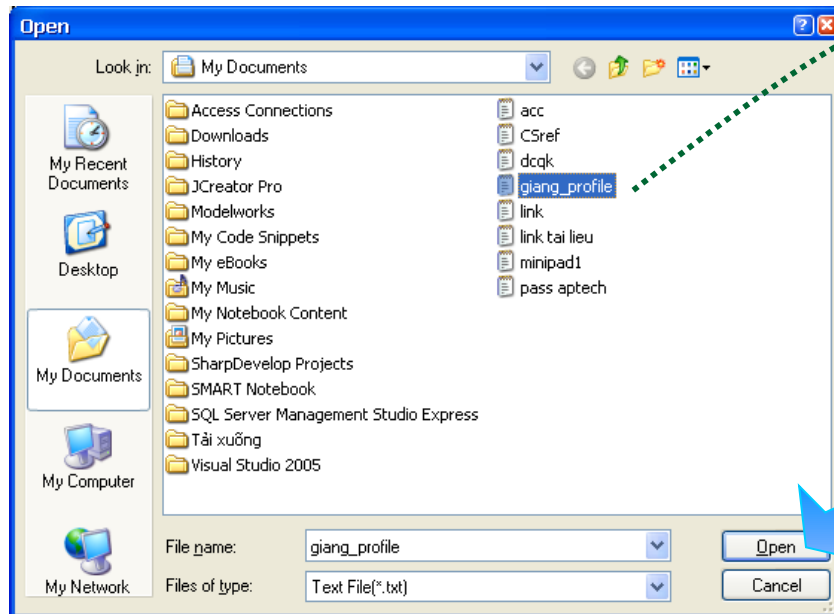 Open
Look in:
My Documents
My Recent
Documents
Desktop
My Documents
My Computer
My Network
Access Connections
Downloads
History
JCreator Pro
Modelworks
My Code Snippets
My eBooks
My Music
My Notebook Content
My Pictures
SharpDevelop Projects
SMART Notebook
SQL Server Management Studio Express
Tải xuống
Visual Studio 2005
acc
CSref
dcqk
giang_profile
link
link tai lieu
minipad1
pass aptech
File name:
giang_profile
Open
Files of type:
Text File(*.txt)
Cancel